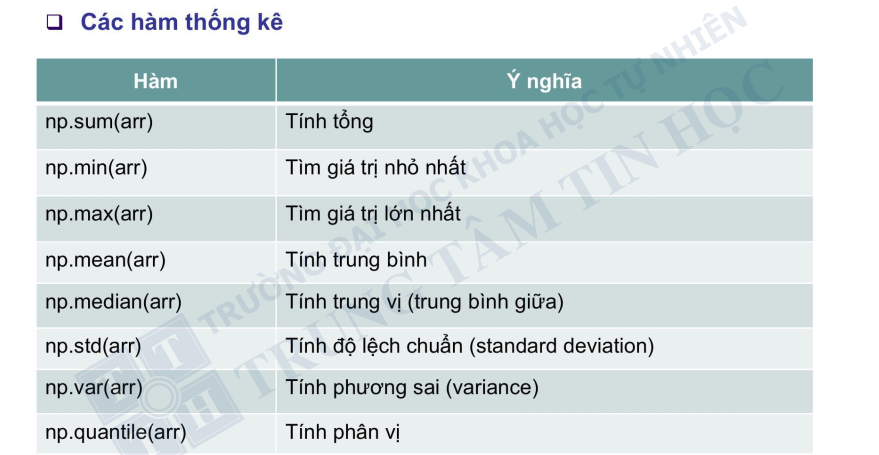 Các hàm thống kê
Hàm Ý nghĩa
np.sum(arr) Tính tổng
np.min(arr) Tìm giá trị nhỏ nhất
np.max(arr) Tìm giá trị lớn nhất
np.mean(arr) Tính trung bình
np.median(arr) Tính trung vị (trung bình giữa)
np.std(arr) Tính độ lệch chuẩn (standard deviation)
np.var(arr) Tính phương sai (variance)
np.quantile(arr) Tính phân vị
TRƯỜNG ĐẠI HỌC KHOA HỌC TỰ NHIÊN
TRUNG TÂM TIN HỌC
T T
T H